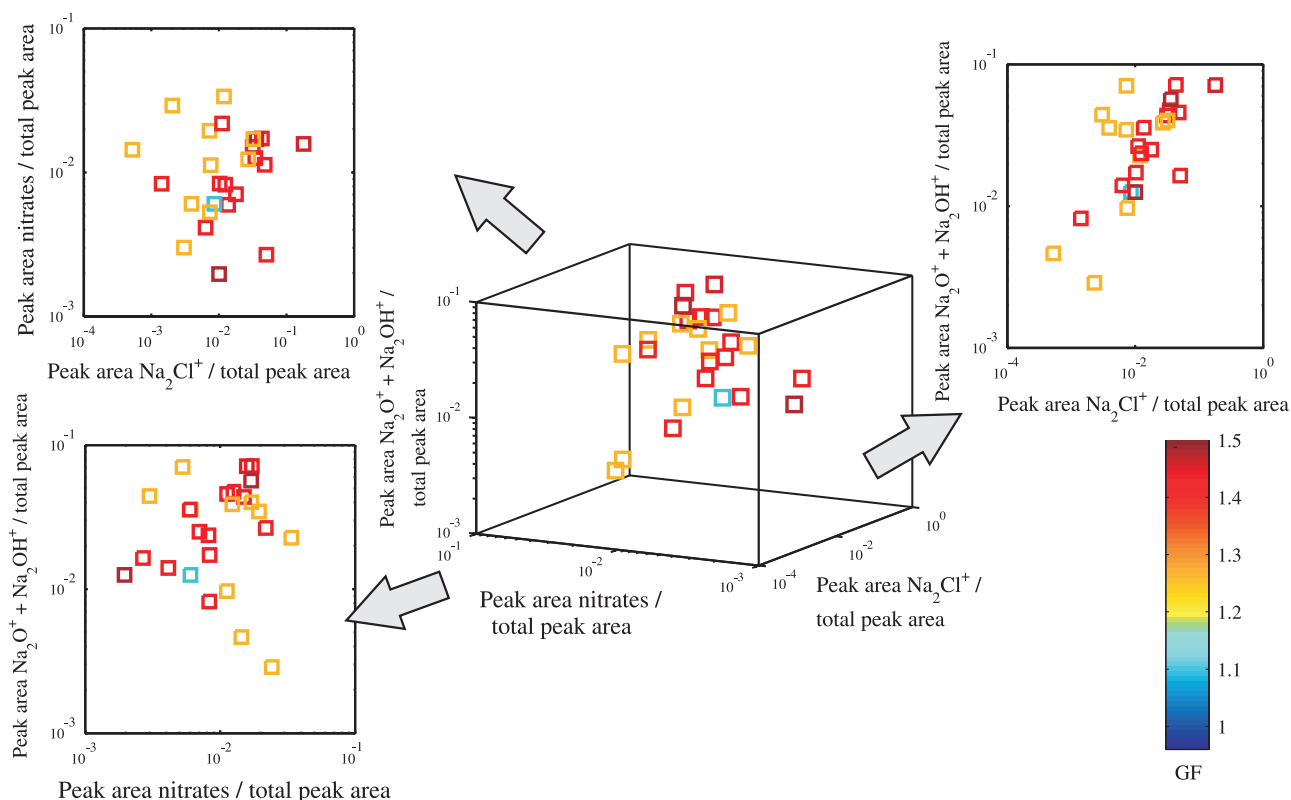 10^-1
10^-2
10^-3
10^-4
10^-3
10^-2
10^-1
10^0
Peak area nitrates / total peak area
Peak area Na₂Cl⁺ / total peak area
10^-1
10^-2
10^-3
10^-3
10^-2
10^-1
Peak area Na₂O⁺ + Na₂OH⁺ / total peak area
Peak area nitrates / total peak area
10^-1
10^-2
10^-3
10^-1
10^-2
10^-3
10^-4
10^-2
10^0
Peak area Na₂O⁺ + Na₂OH⁺ /
total peak area
Peak area nitrates /
total peak area
Peak area Na₂Cl⁺ /
total peak area
10^-1
10^-2
10^-3
10^-4
10^-2
10^0
Peak area Na₂O⁺ + Na₂OH⁺ / total peak area
Peak area Na₂Cl⁺ / total peak area
1.5
1.4
1.3
1.2
1.1
1
GF